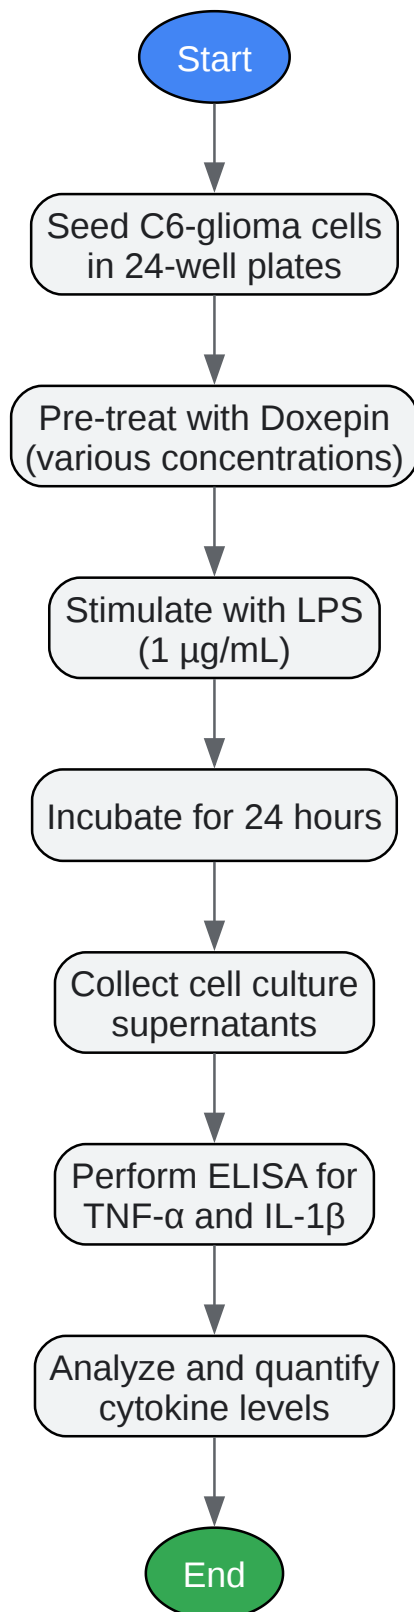 Start
Seed C6-glioma cells
in 24-well plates
Pre-treat with Doxepin
(various concentrations)
Stimulate with LPS
(1 µg/mL)
Incubate for 24 hours
Collect cell culture
supernatants
Perform ELISA for
TNF-α and IL-1β
Analyze and quantify
cytokine levels
End